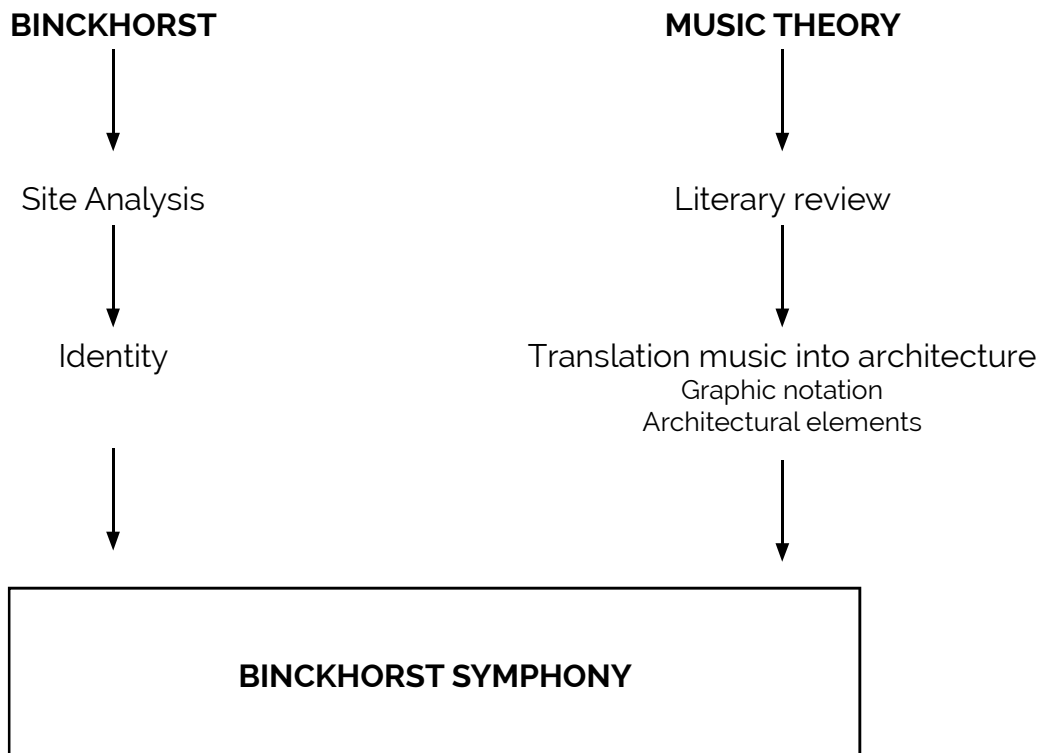 BINCKHORST
MUSIC THEORY
Site Analysis
Literary review
Identity
Translation music into architecture
Graphic notation
Architectural elements
BINCKHORST SYMPHONY